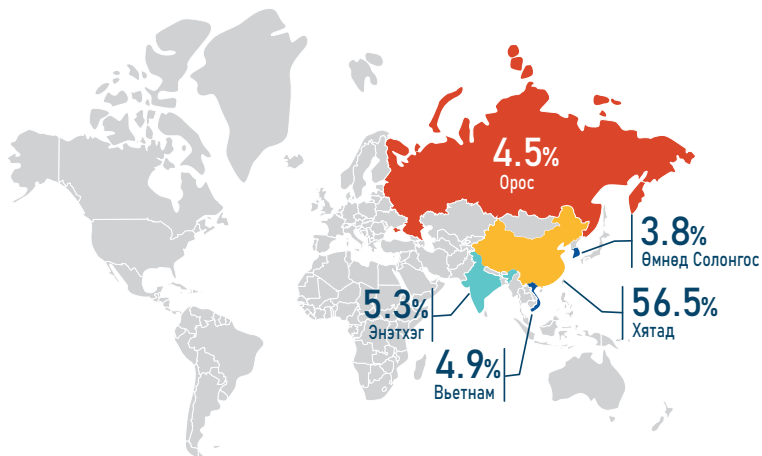 4.5%
Орос
3.8%
Өмнөд Солонгос
5.3%
Энэтхэг
56.5%
Хятад
4.9%
Вьетнам